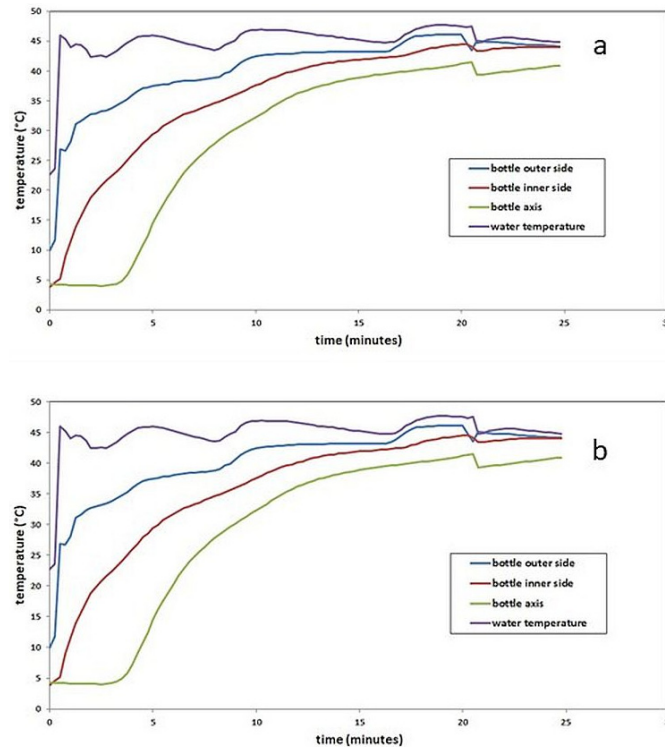 50
a
45
40
35
30
25
20
15
10
5
0
temperature (°C)
bottle outer side
bottle inner side
bottle axis
water temperature
0 5 10 15 20 25
time (minutes)
50
b
45
40
35
30
25
20
15
10
5
0
temperature (°C)
bottle outer side
bottle inner side
bottle axis
water temperature
0 5 10 15 20 25
time (minutes)